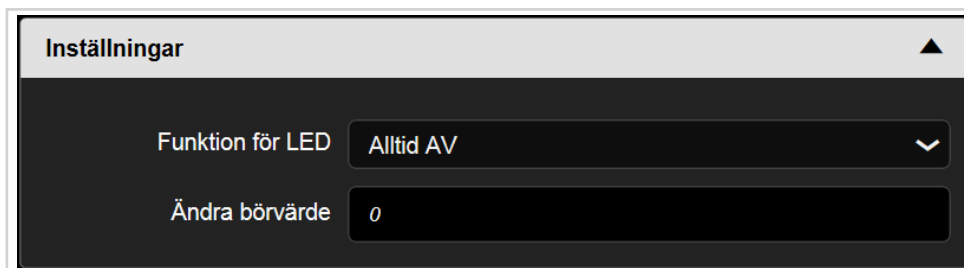 Inställningar
Funktion för LED Alltid AV
Ändra börvärde 0